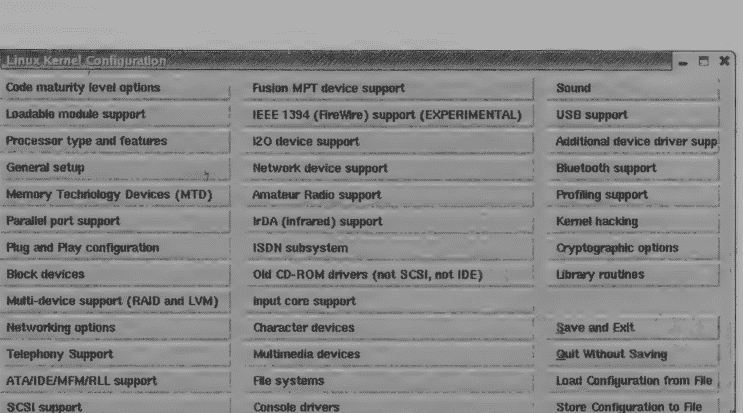 Linux Kernel Configuration
Code maturity level options
Loadable module support
Processor type and features
General setup
Memory Technology Devices (MTD)
Parallel port support
Plug and Play configuration
Block devices
Multi-device support (RAID and LVM)
Networking options
Telephony Support
ATA/IDE/MFM/RLL support
SCSI support
Fusion MPT device support
IEEE 1394 (FireWire) support (EXPERIMENTAL)
I2O device support
Network device support
Amateur Radio support
IrDA (infrared) support
ISDN subsystem
Old CD-ROM drivers (not SCSI, not IDE)
Input core support
Character devices
Multimedia devices
File systems
Console drivers
Sound
USB support
Additional device driver supp
Bluetooth support
Profiling support
Kernel hacking
Cryptographic options
Library routines
Save and Exit
Quit Without Saving
Load Configuration from File
Store Configuration to File